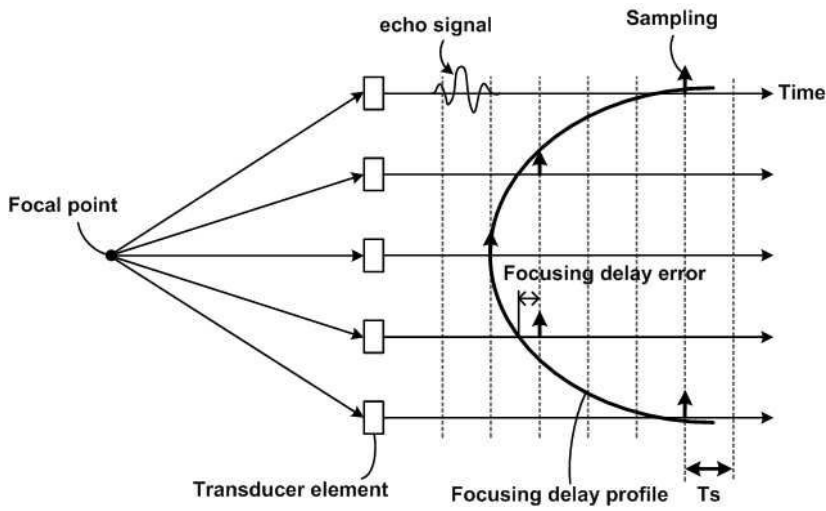 echo signal
Sampling
Time
Focal point
Focusing delay error
Transducer element
Focusing delay profile
Ts